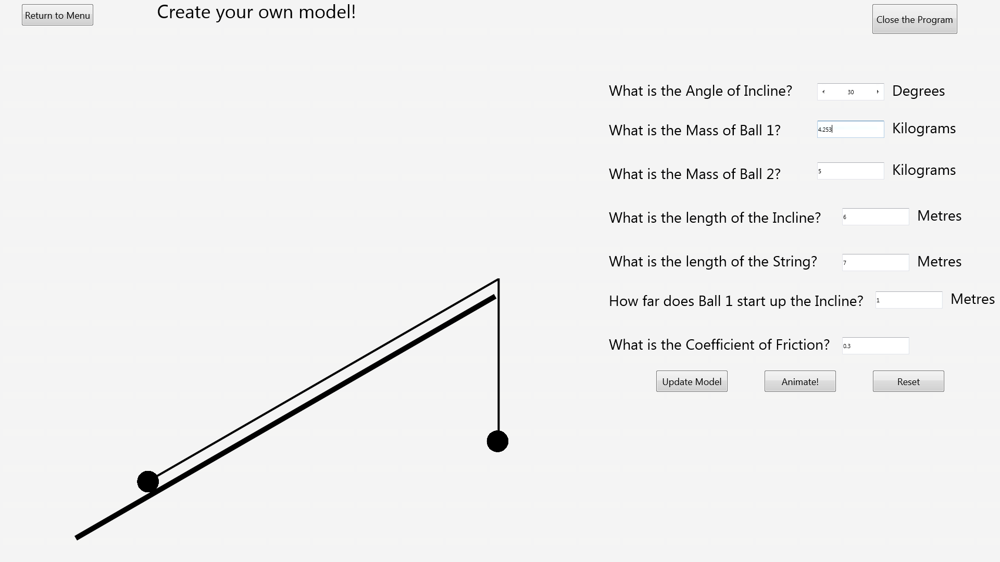 Return to Menu
Create your own model!
Close the Program
What is the Angle of Incline? 30 Degrees
What is the Mass of Ball 1? 4.253 Kilograms
What is the Mass of Ball 2? 5 Kilograms
What is the length of the Incline? 6 Metres
What is the length of the String? 7 Metres
How far does Ball 1 start up the Incline? 1 Metres
What is the Coefficient of Friction? 0.3
Update Model
Animate!
Reset